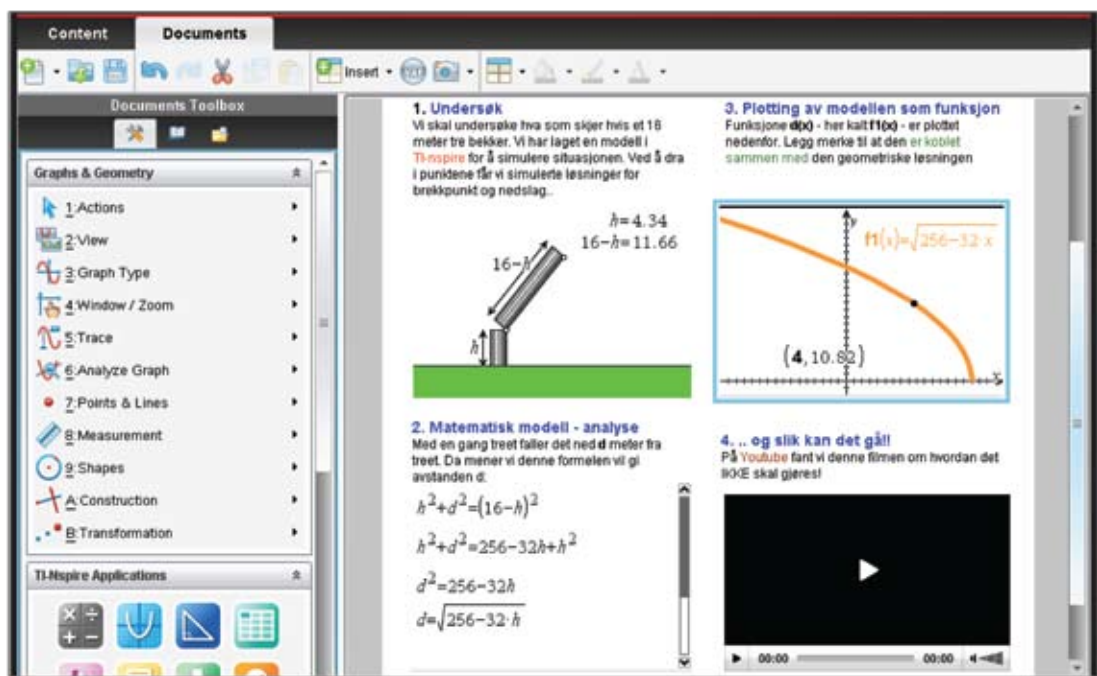 Content Documents
Insert
Documents Toolbox
Graphs & Geometry
1:Actions
2:View
3:Graph Type
4:Window / Zoom
5:Trace
6:Analyze Graph
7:Points & Lines
8:Measurement
9:Shapes
A:Construction
B:Transformation
TI-Nspire Applications
1. Undersøk
Vi skal undersøke hva som skjer hvis et 16
meter tre bekker. Vi har laget en modell i
TI-nspire for å simulere situasjonen. Ved å dra
i punktene får vi simulerte løsninger for
brekkpunkt og nedslag..
h=4.34
16-h=11.66
16-h
h
2. Matematisk modell - analyse
Med en gang treet faller det ned d meter fra
treet. Da mener vi denne formelen vil gi
avstanden d:
h²+d²=(16-h)²
h²+d²=256-32h+h²
d²=256-32h
d=√256-32·h
3. Plotting av modellen som funksjon
Funksjone d(x) - her kalt f1(x) - er plottet
nedenfor. Legg merke til at den er koblet
sammen med den geometriske løsningen
y
f1(x)=√256-32·x
(4,10.82)
x
4. .. og slik kan det gå!!
På Youtube fant vi denne filmen om hvordan det
IKKE skal gjøres!
00:00 00:00